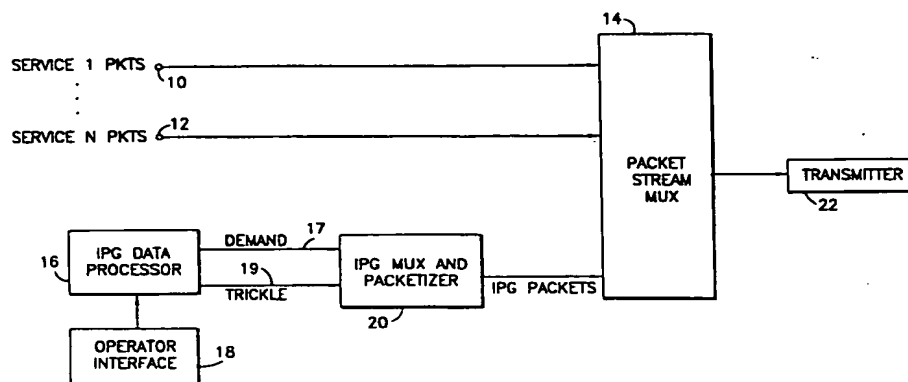 14
SERVICE 1 PKTS
10
SERVICE N PKTS
12
PACKET
STREAM
MUX
TRANSMITTER
22
16
IPG DATA
PROCESSOR
DEMAND
17
19
TRICKLE
IPG MUX AND
PACKETIZER
20
IPG PACKETS
OPERATOR
INTERFACE
18